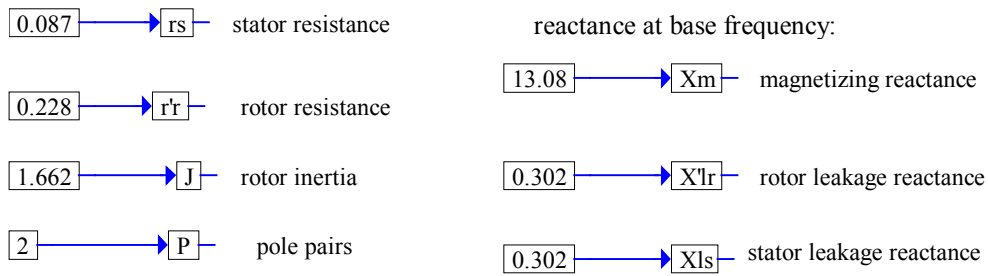 0.087 rs stator resistance
0.228 r'r rotor resistance
1.662 J rotor inertia
2 P pole pairs
reactance at base frequency:
13.08 Xm magnetizing reactance
0.302 X'lr rotor leakage reactance
0.302 Xls stator leakage reactance